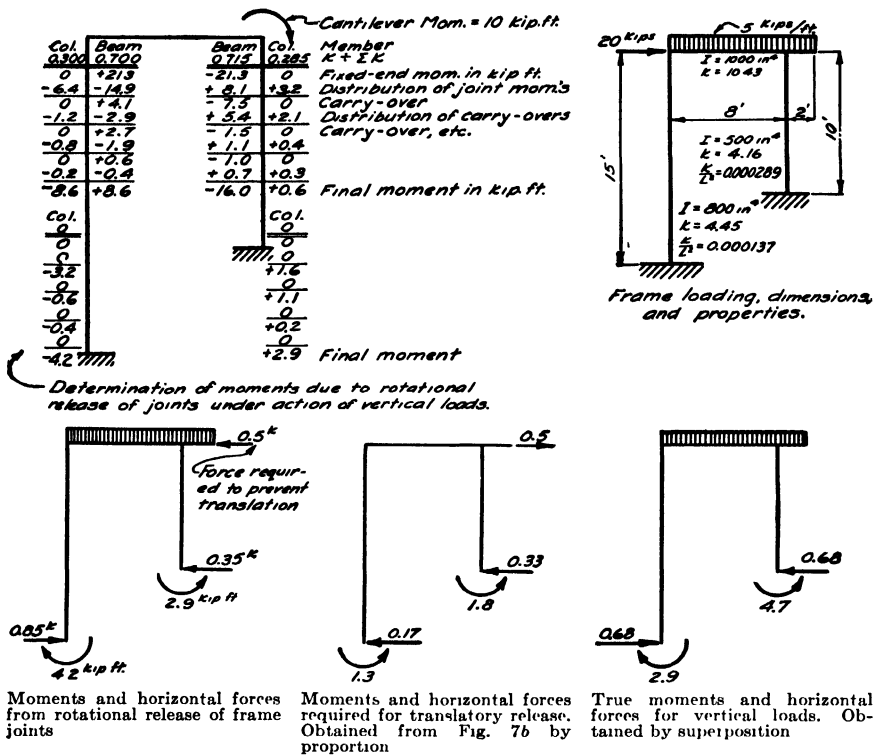 Cantilever Mom. = 10 Kip.ft.
Col. Beam Beam Col. Member
0.300 0.700 0.715 0.285 K ÷ ΣK
0 +21.3 -21.3 0 Fixed-end mom. in kip ft.
-6.4 -14.9 +8.1 +3.2 Distribution of joint mom's
0 +4.1 -7.5 0 Carry-over
-1.2 -2.9 +5.4 +2.1 Distribution of carry-overs
0 +2.7 -1.5 0 Carry-over, etc.
-0.8 -1.9 +1.1 +0.4
0 +0.6 -1.0 0
-0.2 -0.4 +0.7 +0.3
-8.6 +8.6 -16.0 +0.6 Final moment in kip.ft.
Col. Col.
0 0
0 0
0 0
-3.2 +1.6
0 0
-0.6 +1.1
0 0
-0.4 +0.2
0 0
-4.2 +2.9 Final moment
Determination of moments due to rotational
release of joints under action of vertical loads.
5 Kips/ft.
20 Kips
I = 1000 in⁴
K = 10.43
8' 2'
10'
15'
I = 500 in⁴
K = 4.16
K/L² = 0.000289
I = 800 in⁴
K = 4.45
K/L² = 0.000137
Frame loading, dimensions,
and properties.
0.5 K
Force requir-
ed to prevent
translation
0.35 K
2.9 kip ft
0.85 K
42 kip ft.
Moments and horizontal forces
from rotational release of frame
joints
0.5
0.33
1.8
0.17
1.3
Moments and horizontal forces
required for translatory release.
Obtained from Fig. 7b by
proportion
0.68
4.7
0.68
2.9
True moments and horizontal
forces for vertical loads. Ob-
tained by superposition